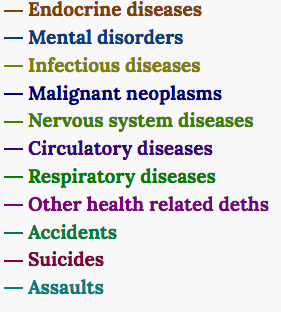 Endocrine diseases
Mental disorders
Infectious diseases
Malignant neoplasms
Nervous system diseases
Circulatory diseases
Respiratory diseases
Other health related deths
Accidents
Suicides
Assaults